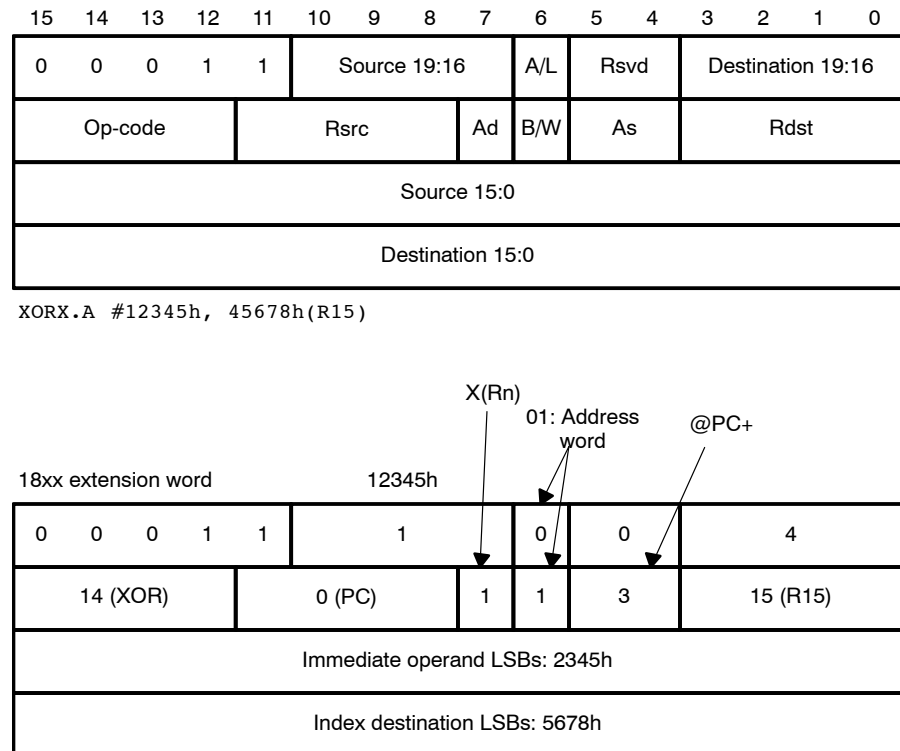 15 14 13 12 11 10 9 8 7 6 5 4 3 2 1 0
0 0 0 1 1 Source 19:16 A/L Rsvd Destination 19:16
Op-code Rsrc Ad B/W As Rdst
Source 15:0
Destination 15:0
XORX.A #12345h, 45678h(R15)
X(Rn)
01: Address
word
@PC+
18xx extension word 12345h
0 0 0 1 1 1 0 0 4
14 (XOR) 0 (PC) 1 1 3 15 (R15)
Immediate operand LSBs: 2345h
Index destination LSBs: 5678h